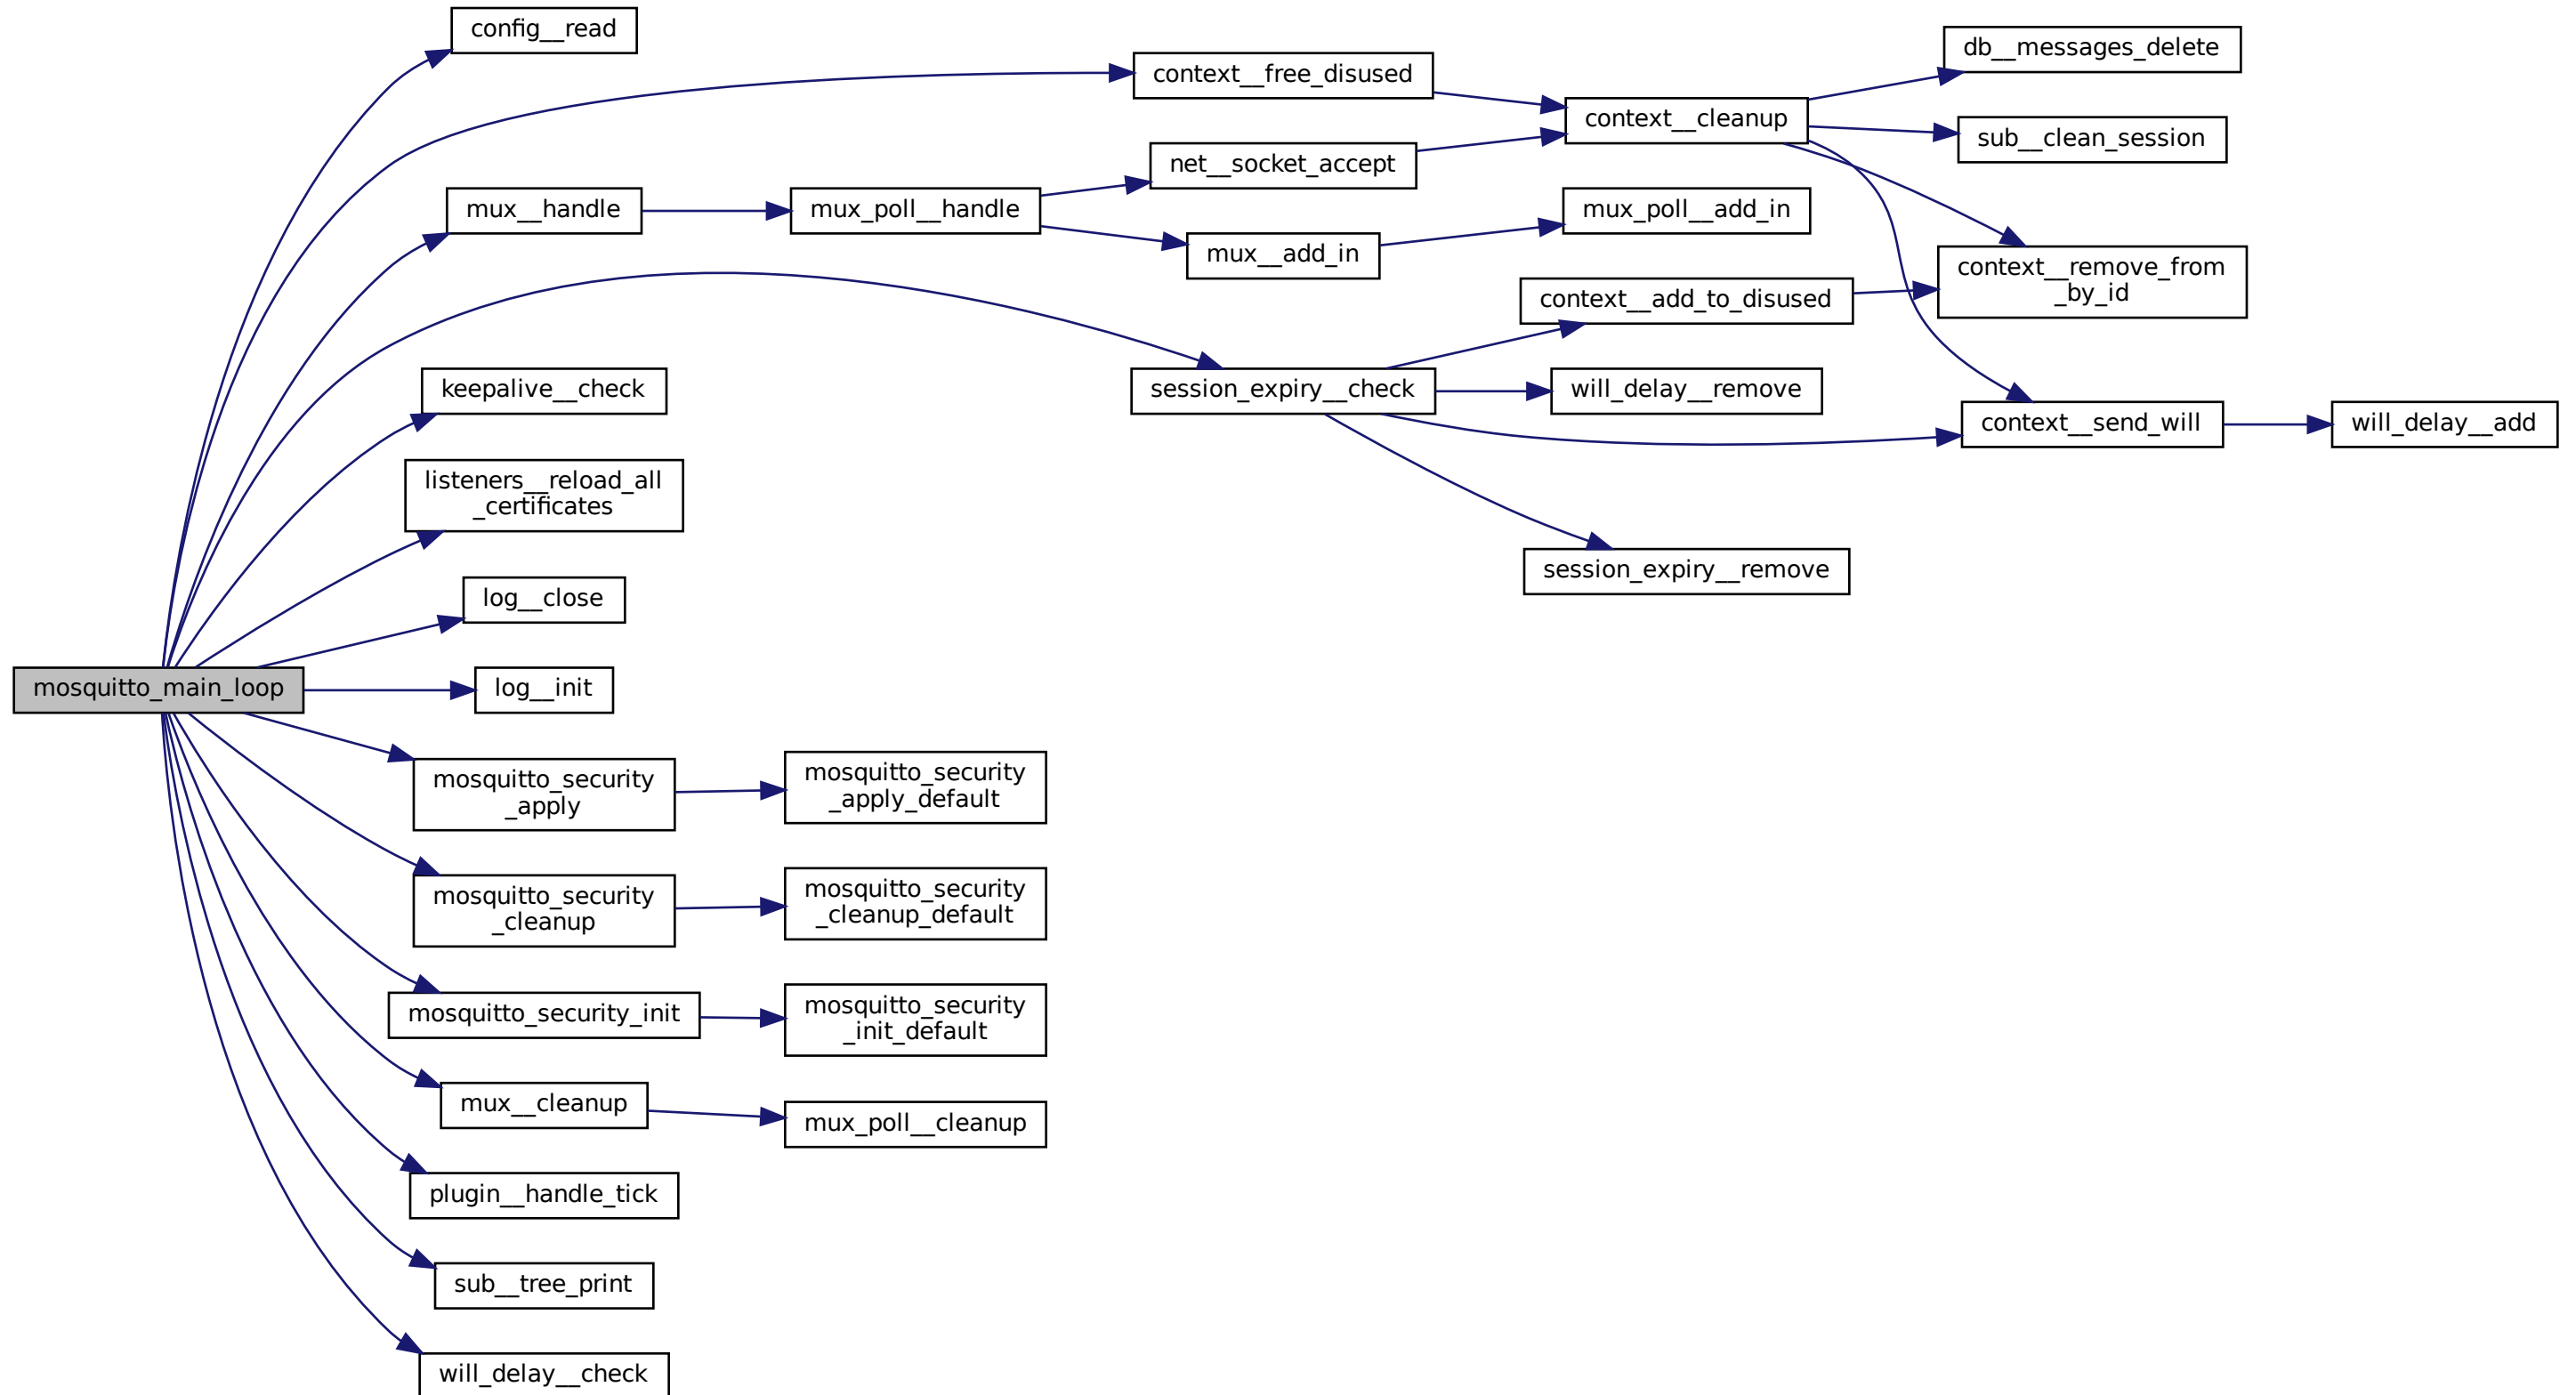 config__read
db__messages_delete
context__free_disused
context__cleanup
sub__clean_session
net__socket_accept
mux__handle
mux_poll__handle
mux_poll__add_in
mux__add_in
context__remove_from
_by_id
context__add_to_disused
keepalive__check
session_expiry__check
will_delay__remove
context__send_will
will_delay__add
listeners__reload_all
_certificates
session_expiry__remove
log__close
mosquitto_main_loop
log__init
mosquitto_security
_apply
mosquitto_security
_apply_default
mosquitto_security
_cleanup
mosquitto_security
_cleanup_default
mosquitto_security_init
mosquitto_security
_init_default
mux__cleanup
mux_poll__cleanup
plugin__handle_tick
sub__tree_print
will_delay__check